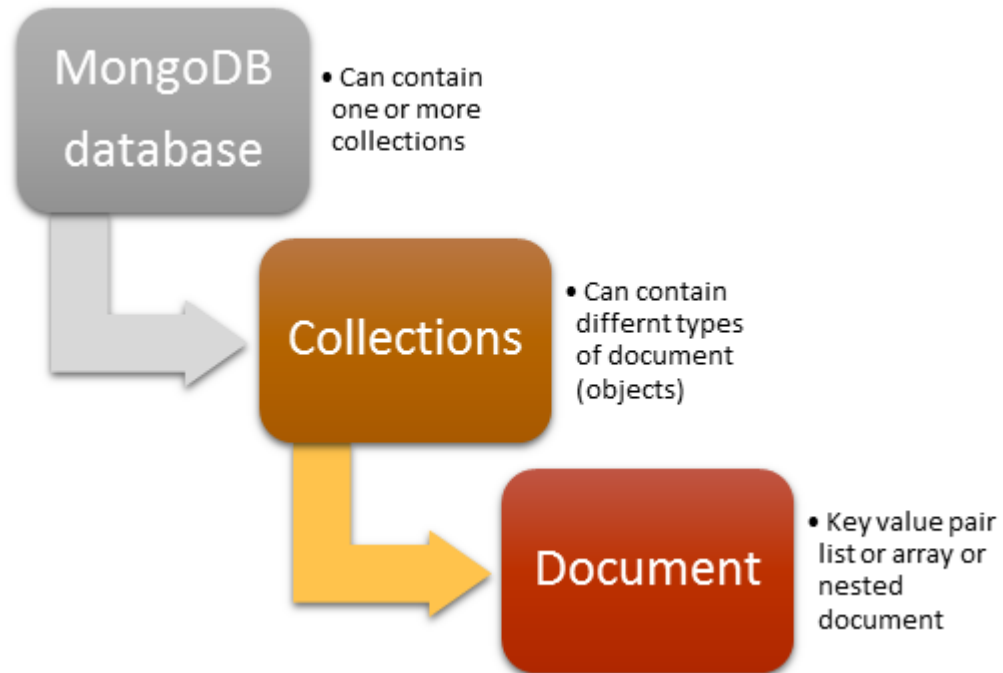 MongoDB
database
• Can contain
one or more
collections
Collections
• Can contain
differnt types
of document
(objects)
Document
• Key value pair
list or array or
nested
document